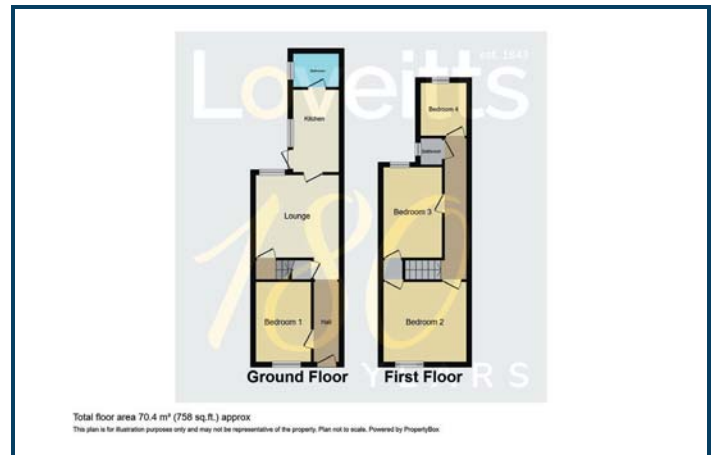 Loveitts
est. 1843
Bathroom
Kitchen
Lounge
Bedroom 1
Hall
Bedroom 4
Bathroom
Bedroom 3
Bedroom 2
180
YEARS
Ground Floor
First Floor
Total floor area 70.4 m² (758 sq.ft.) approx
This plan is for illustration purposes only and may not be representative of the property. Plan not to scale. Powered by PropertyBox